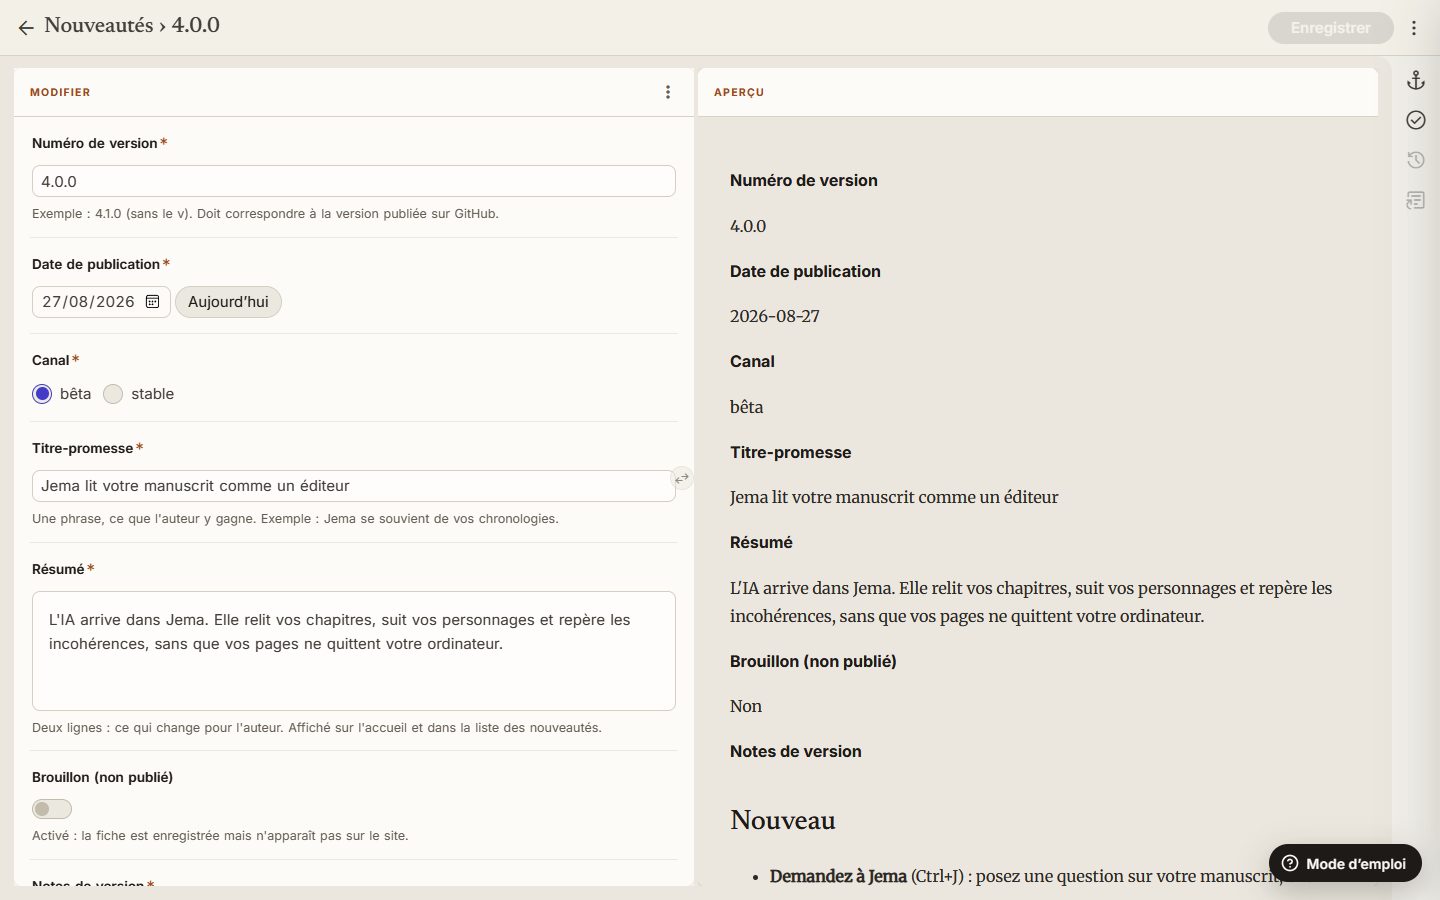 Nouveautés › 4.0.0
Enregistrer
MODIFIER
Numéro de version*
4.0.0
Exemple : 4.1.0 (sans le v). Doit correspondre à la version publiée sur GitHub.
Date de publication*
27/08/2026
Aujourd’hui
Canal*
bêta
stable
Titre-promesse*
Jema lit votre manuscrit comme un éditeur
Une phrase, ce que l'auteur y gagne. Exemple : Jema se souvient de vos chronologies.
Résumé*
L'IA arrive dans Jema. Elle relit vos chapitres, suit vos personnages et repère les
incohérences, sans que vos pages ne quittent votre ordinateur.
Deux lignes : ce qui change pour l'auteur. Affiché sur l'accueil et dans la liste des nouveautés.
Brouillon (non publié)
Activé : la fiche est enregistrée mais n'apparaît pas sur le site.
Notes de version*
APERÇU
Numéro de version
4.0.0
Date de publication
2026-08-27
Canal
bêta
Titre-promesse
Jema lit votre manuscrit comme un éditeur
Résumé
L'IA arrive dans Jema. Elle relit vos chapitres, suit vos personnages et repère les
incohérences, sans que vos pages ne quittent votre ordinateur.
Brouillon (non publié)
Non
Notes de version
Nouveau
• Demandez à Jema (Ctrl+J) : posez une question sur votre manuscrit,
Mode d’emploi